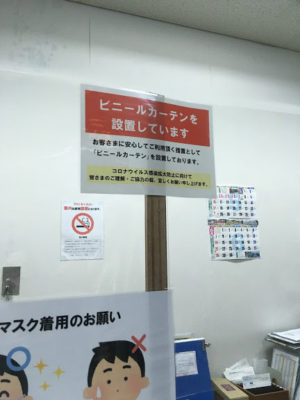 ビニールカーテンを
設置しています
お客さまに安心してご利用頂く措置として
「ビニールカーテン」を設置しております。
コロナウイルス感染拡大防止に向けて
皆さまのご理解・ご協力の程、宜しくお願い申し上げます。
マスク着用のお願い